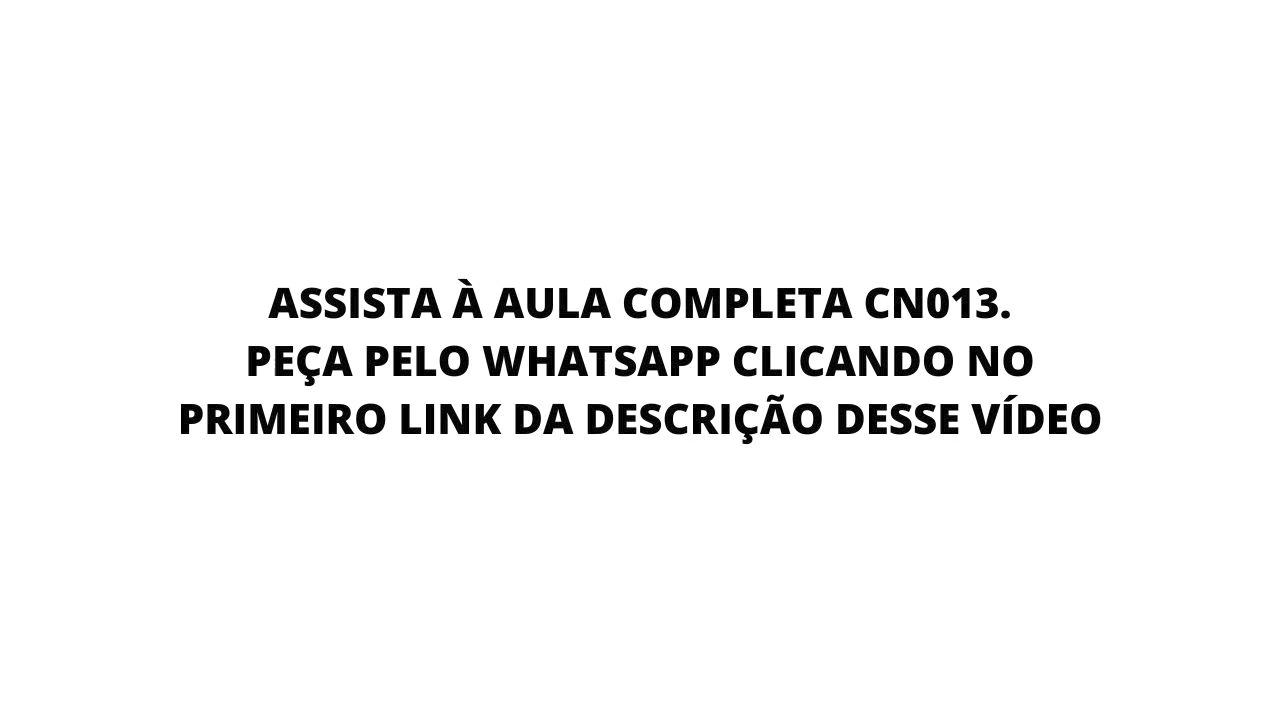 ASSISTA À AULA COMPLETA CN013.
PEÇA PELO WHATSAPP CLICANDO NO
PRIMEIRO LINK DA DESCRIÇÃO DESSE VÍDEO